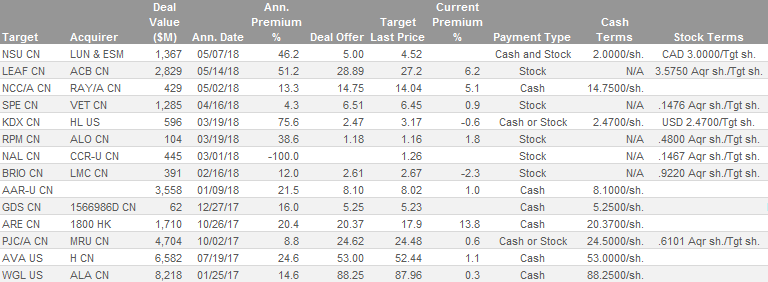 Deal Ann. Current
Value Premium Target Premium Cash
Target Acquirer ($M) Ann. Date % Deal Offer Last Price % Payment Type Terms Stock Terms
NSU CN LUN & ESM 1,367 05/07/18 46.2 5.00 4.52 Cash and Stock 2.0000/sh. CAD 3.0000/Tgt sh.
LEAF CN ACB CN 2,829 05/14/18 51.2 28.89 27.2 6.2 Stock N/A 3.5750 Aqr sh./Tgt sh.
NCC/A CN RAY/A CN 429 05/02/18 13.3 14.75 14.04 5.1 Cash 14.7500/sh.
SPE CN VET CN 1,285 04/16/18 4.3 6.51 6.45 0.9 Stock N/A .1476 Aqr sh./Tgt sh.
KDX CN HL US 596 03/19/18 75.6 2.47 3.17 -0.6 Cash or Stock 2.4700/sh. USD 2.4700/Tgt sh.
RPM CN ALO CN 104 03/19/18 38.6 1.18 1.16 1.8 Stock N/A .4800 Aqr sh./Tgt sh.
NAL CN CCR-U CN 445 03/01/18 -100.0 1.26 Stock N/A .1467 Aqr sh./Tgt sh.
BRIO CN LMC CN 391 02/16/18 12.0 2.61 2.67 -2.3 Stock N/A .9220 Aqr sh./Tgt sh.
AAR-U CN 3,558 01/09/18 21.5 8.10 8.02 1.0 Cash 8.1000/sh.
GDS CN 1566986D CN 62 12/27/17 16.0 5.25 5.23 Cash 5.2500/sh.
ARE CN 1800 HK 1,710 10/26/17 20.4 20.37 17.9 13.8 Cash 20.3700/sh.
PJC/A CN MRU CN 4,704 10/02/17 8.8 24.62 24.48 0.6 Cash or Stock 24.5000/sh. .6101 Aqr sh./Tgt sh.
AVA US H CN 6,582 07/19/17 24.6 53.00 52.44 1.1 Cash 53.0000/sh.
WGL US ALA CN 8,218 01/25/17 14.6 88.25 87.96 0.3 Cash 88.2500/sh.